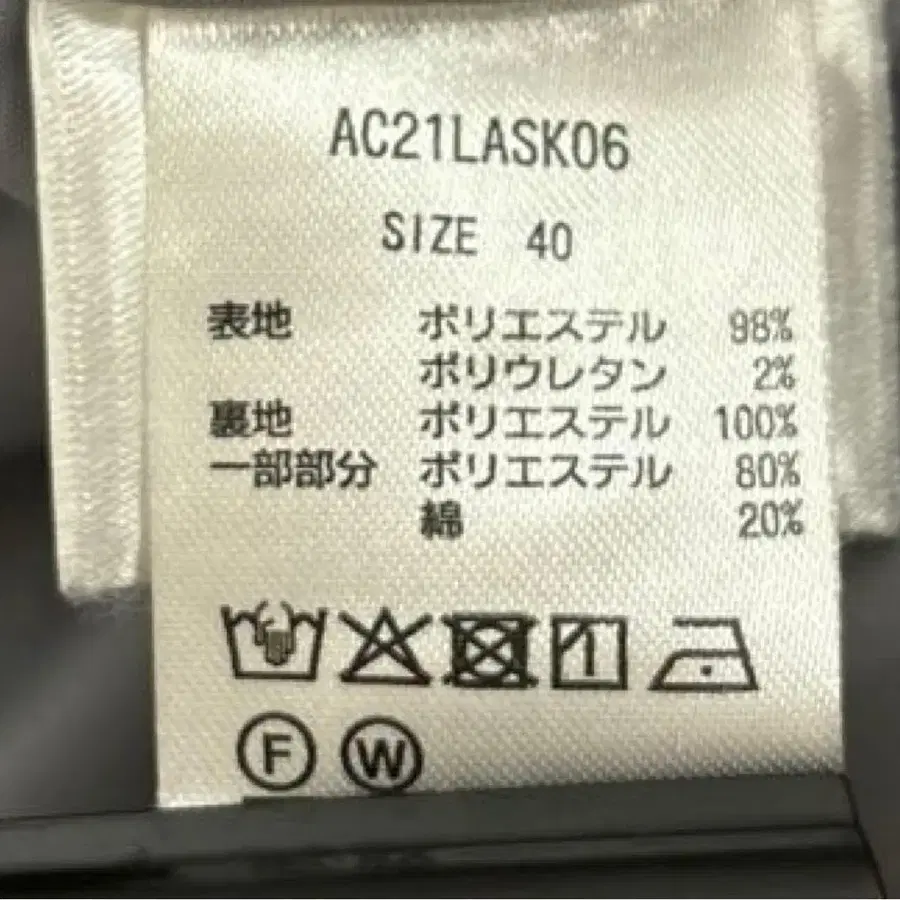 AC21LASK06
SIZE 40
表地 ポリエステル 98%
ポリウレタン 2%
裏地 ポリエステル 100%
一部部分 ポリエステル 80%
綿 20%
F W